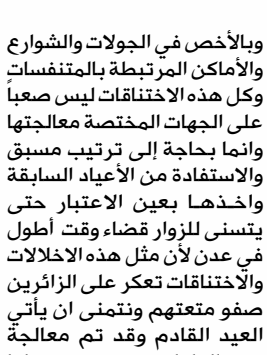 وبالأخص في الجولات والشوارع
والأماكن المرتبطة بالمتنفسات
وكل هذه الاختناقات ليس صعباً
على الجهات المختصة معالجتها
وانما بحاجة إلى ترتيب مسبق
والاستفادة من الأعياد السابقة
واخذها بعين الاعتبار حتى
يتسنى للزوار قضاء وقت أطول
في عدن لأن مثل هذه الاخلالات
والاختناقات تعكر على الزائرين
صفو متعتهم ونتمنى ان يأتي
العيد القادم وقد تم معالجة